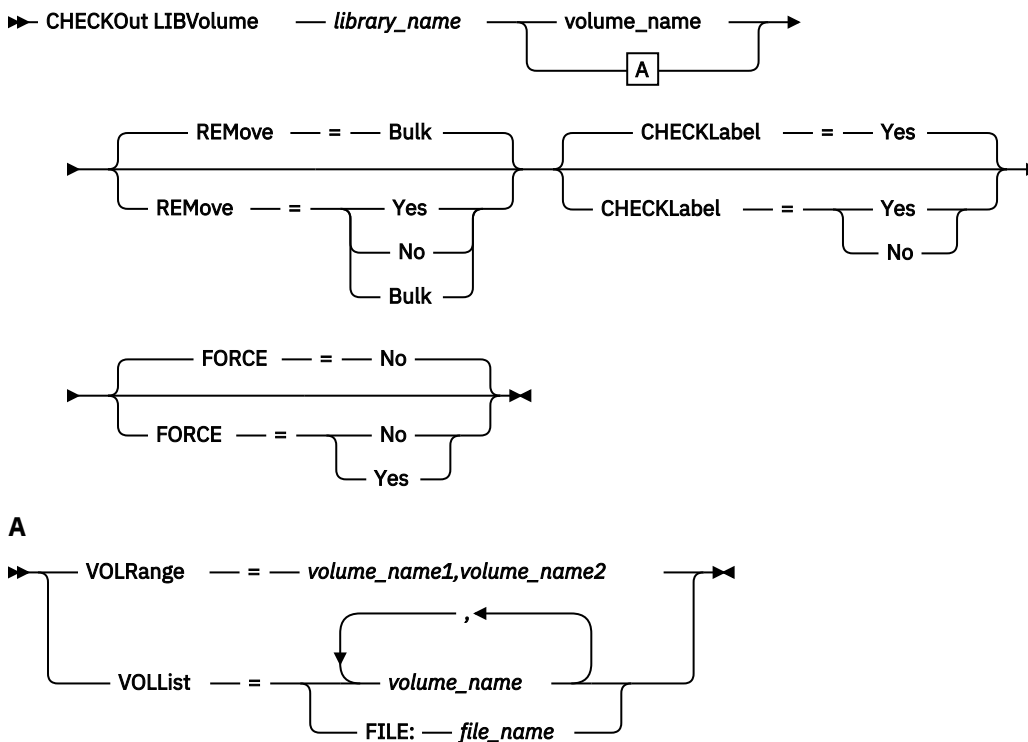 CHECKOut LIBVolume library_name volume_name
A
REMove = Bulk CHECKLabel = Yes
REMove = Yes CHECKLabel = Yes
No No
Bulk
FORCE = No
FORCE = No
Yes
A
VOLRange = volume_name1,volume_name2
,
VOLList = volume_name
FILE: file_name